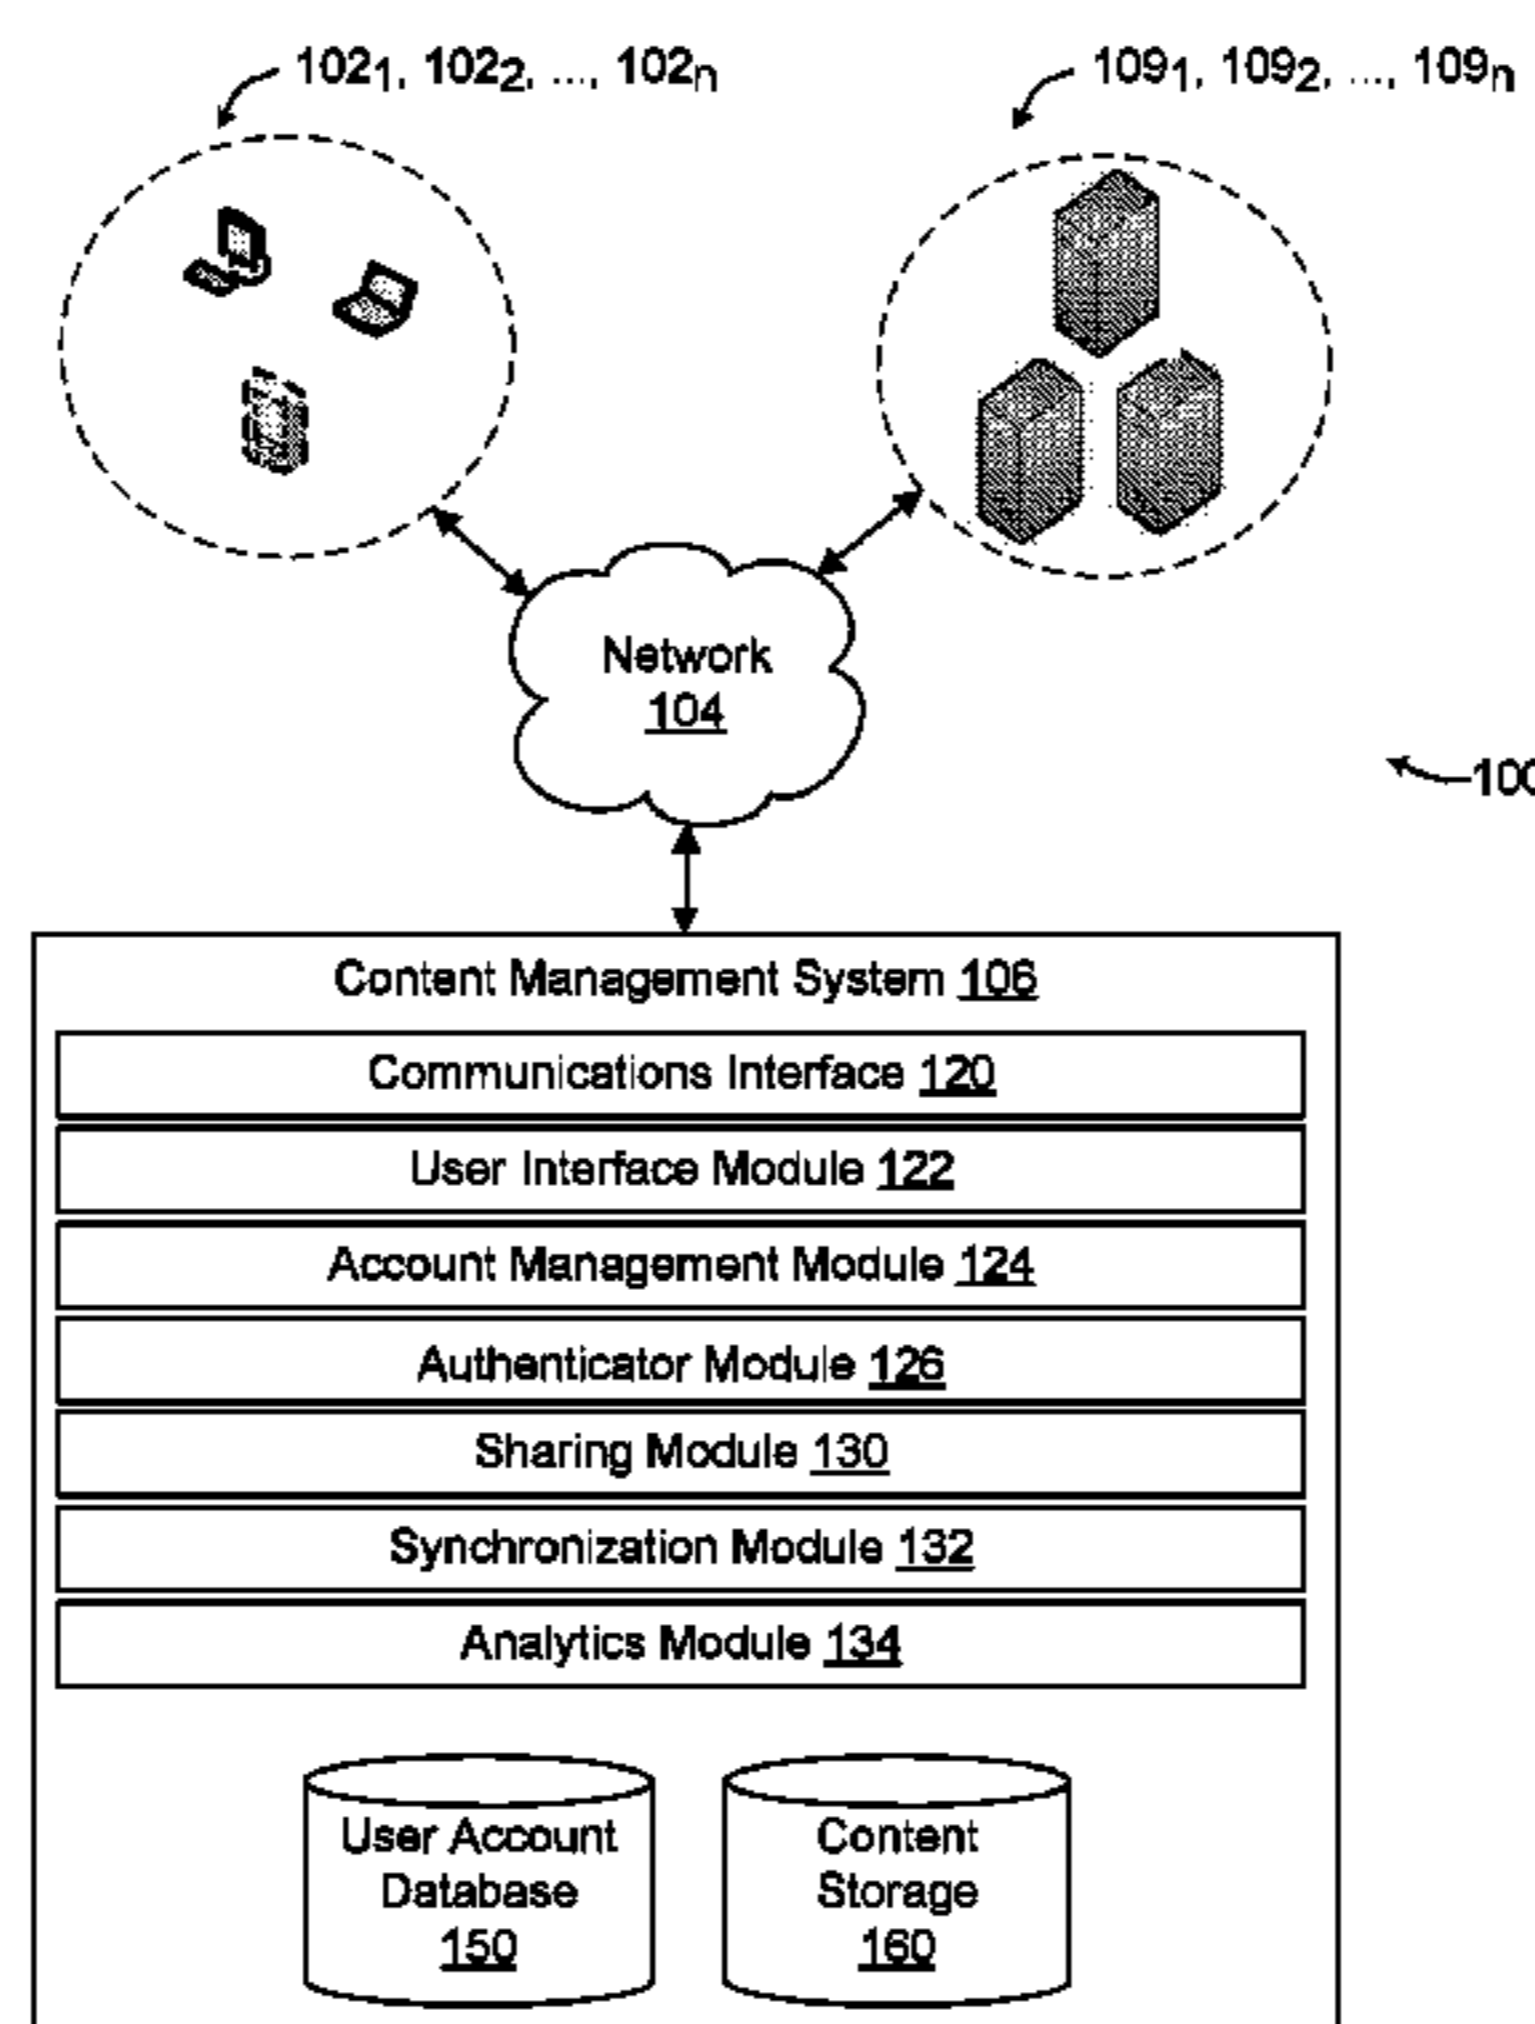 102₁, 102₂, ..., 102ₙ
109₁, 109₂, ..., 109ₙ
Network
104
100
Content Management System 106
Communications Interface 120
User Interface Module 122
Account Management Module 124
Authenticator Module 126
Sharing Module 130
Synchronization Module 132
Analytics Module 134
User Account
Database
150
Content
Storage
160